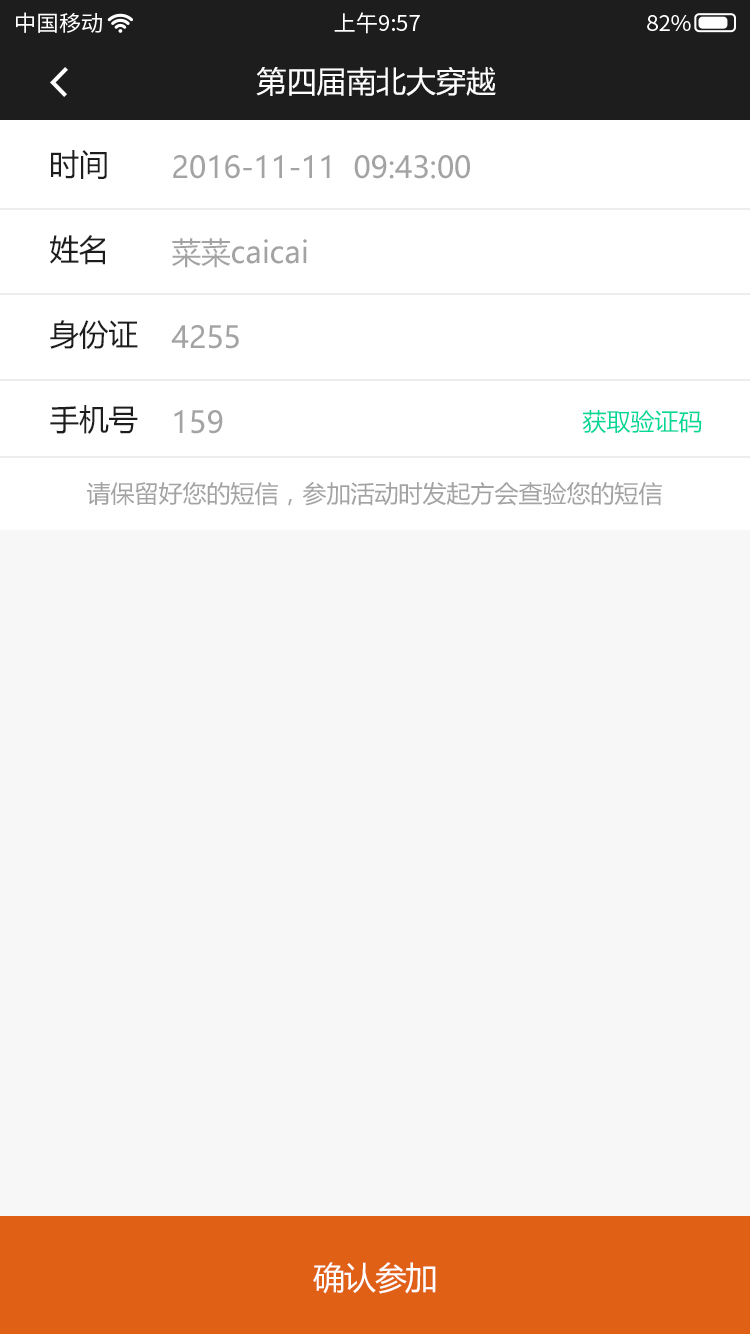 中国移动 上午9:57 82%
第四届南北大穿越
时间 2016-11-11 09:43:00
姓名 菜菜caicai
身份证 4255
手机号 159 获取验证码
请保留好您的短信，参加活动时发起方会查验您的短信
确认参加